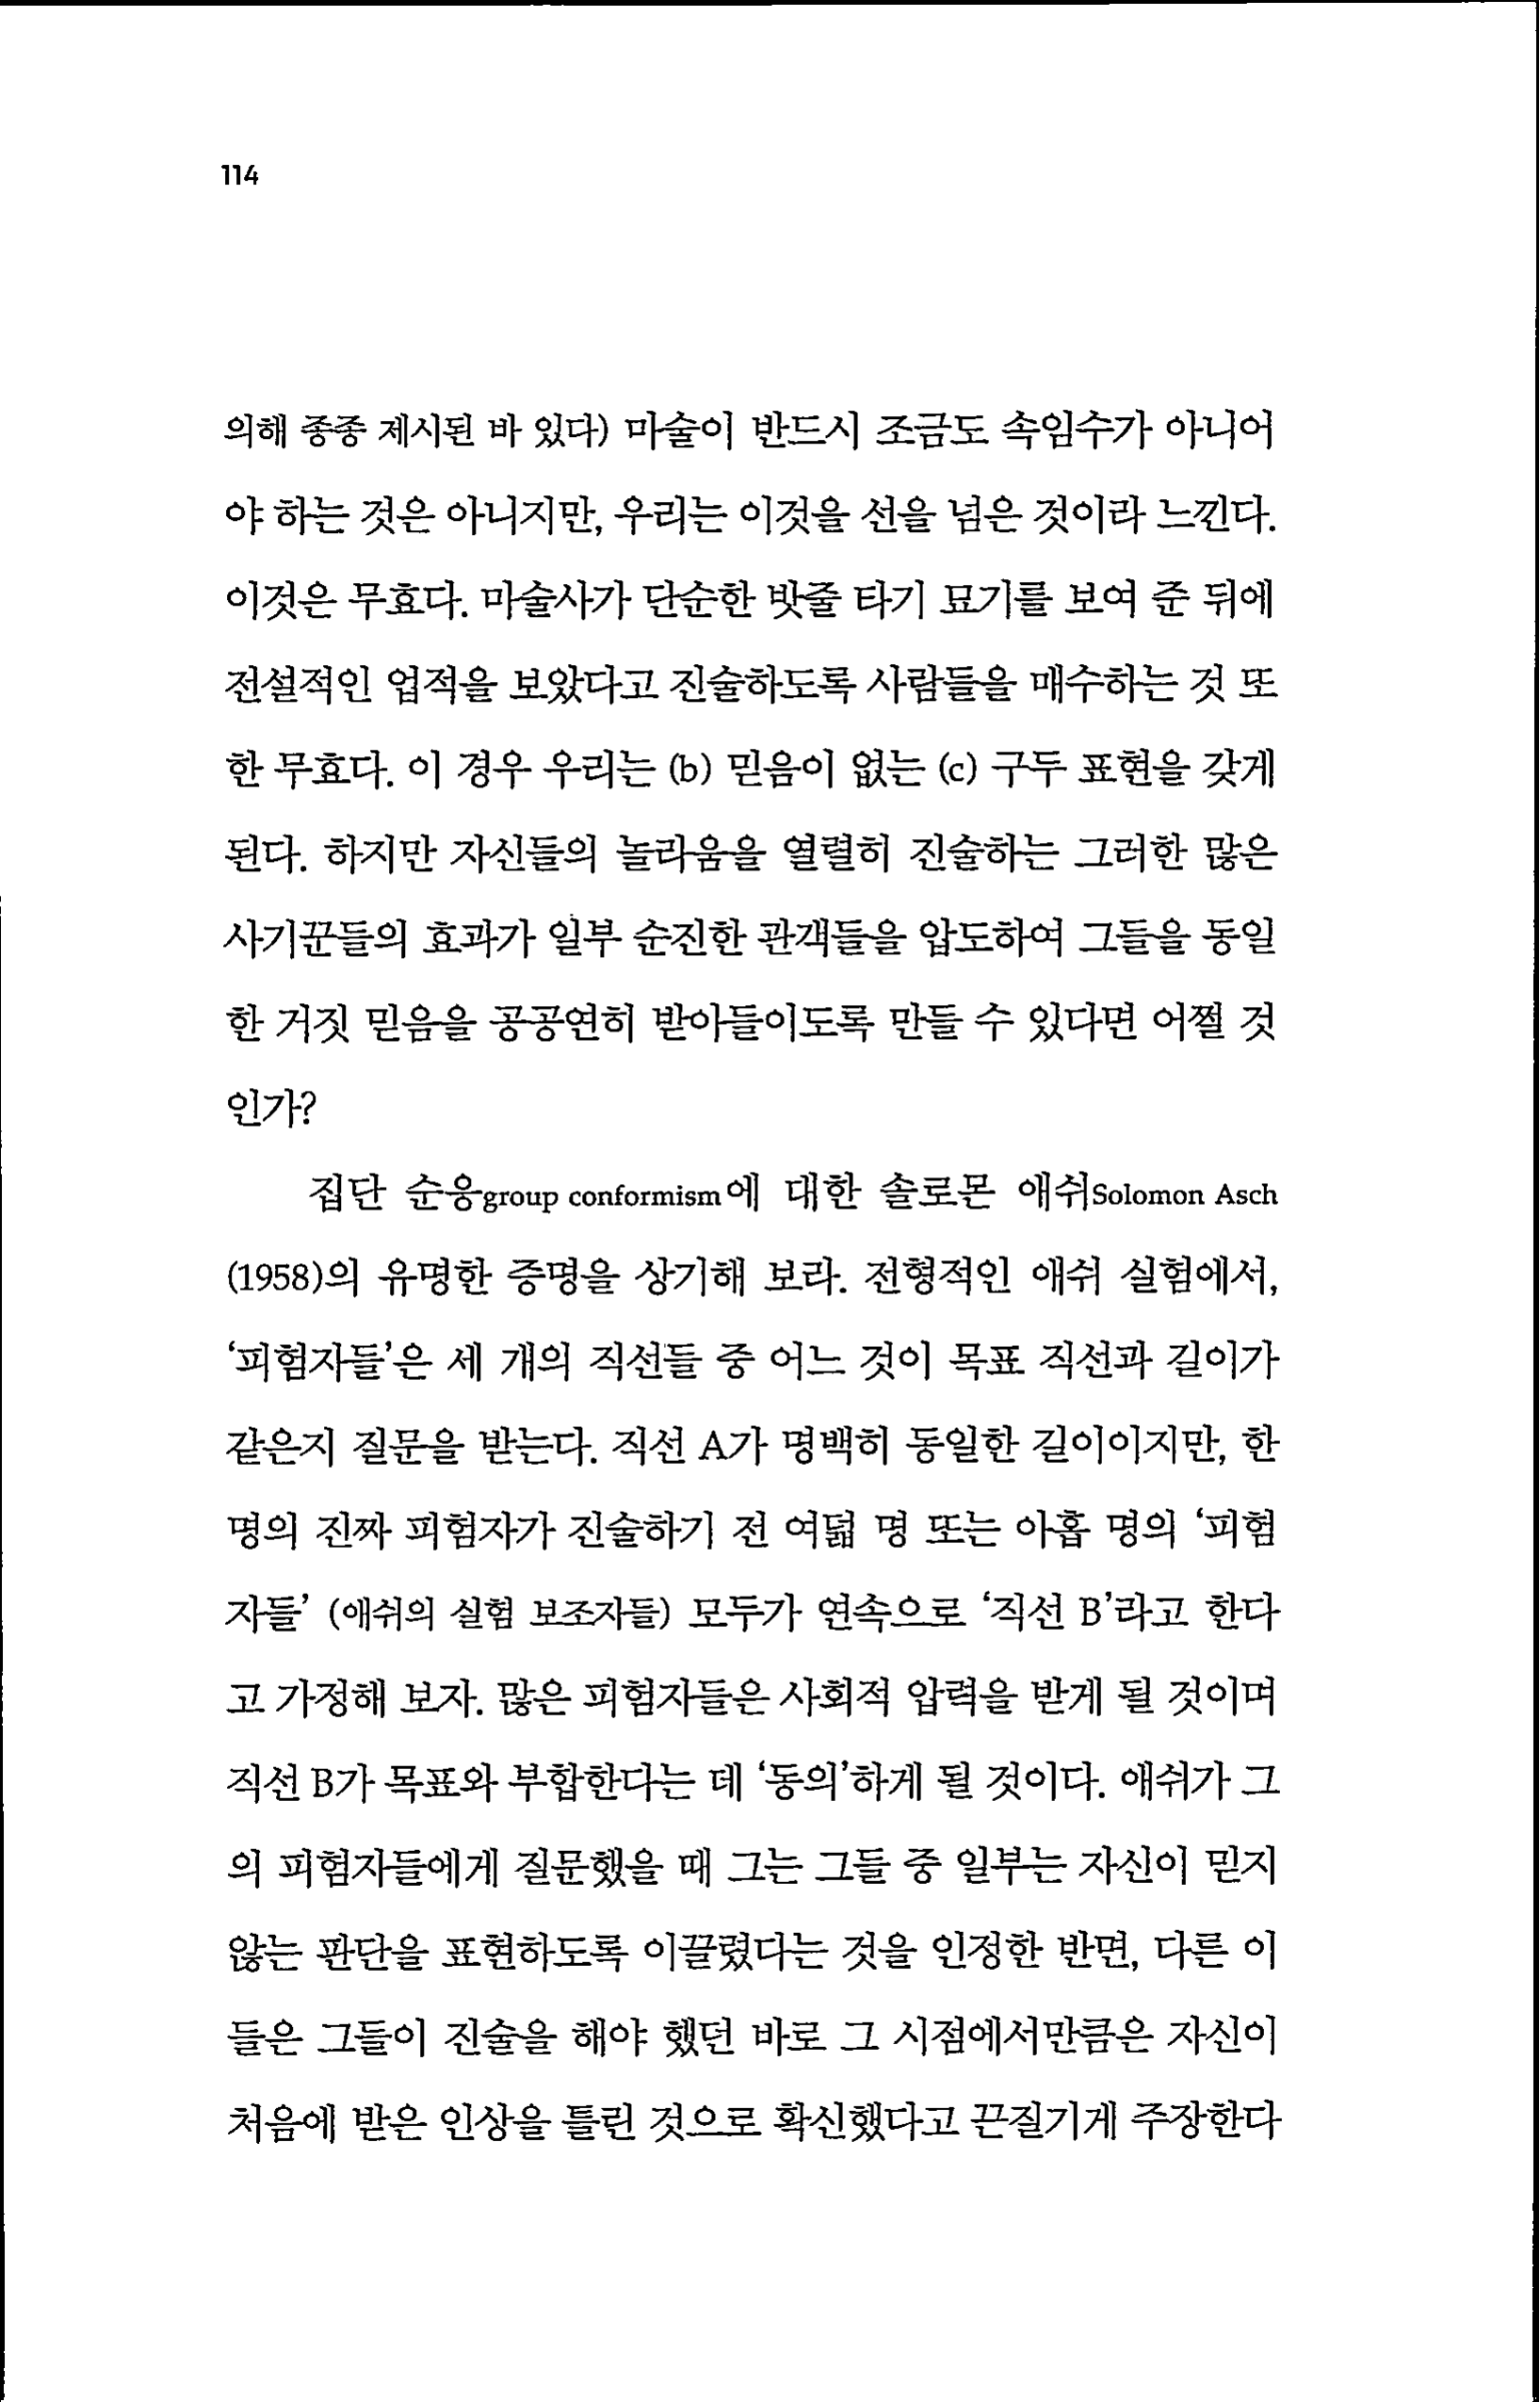 114
의해 종종 제시된 바 있다) 마술이 반드시 조금도 속임수가 아니어
야 하는 것은 아니지만, 우리는 이것을 선을 넘은 것이라 느낀다.
이것은 무효다. 마술사가 단순한 밧줄 타기 묘기를 보여 준 뒤에
전설적인 업적을 보았다고 진술하도록 사람들을 매수하는 것 또
한 무효다. 이 경우 우리는 (b) 믿음이 없는 (c) 구두 표현을 갖게
된다. 하지만 자신들의 놀라움을 열렬히 진술하는 그러한 많은
사기꾼들의 효과가 일부 순진한 관객들을 압도하여 그들을 동일
한 거짓 믿음을 공공연히 받아들이도록 만들 수 있다면 어쩔 것
인가?
집단 순응group conformism에 대한 솔로몬 애쉬Solomon Asch
(1958)의 유명한 증명을 상기해 보라. 전형적인 애쉬 실험에서,
‘피험자들’은 세 개의 직선들 중 어느 것이 목표 직선과 길이가
같은지 질문을 받는다. 직선 A가 명백히 동일한 길이이지만, 한
명의 진짜 피험자가 진술하기 전 여덟 명 또는 아홉 명의 ‘피험
자들’ (애쉬의 실험 보조자들) 모두가 연속으로 ‘직선 B’라고 한다
고 가정해 보자. 많은 피험자들은 사회적 압력을 받게 될 것이며
직선 B가 목표와 부합한다는 데 ‘동의’하게 될 것이다. 애쉬가 그
의 피험자들에게 질문했을 때 그는 그들 중 일부는 자신이 믿지
않는 판단을 표현하도록 이끌렸다는 것을 인정한 반면, 다른 이
들은 그들이 진술을 해야 했던 바로 그 시점에서만큼은 자신이
처음에 받은 인상을 틀린 것으로 확신했다고 끈질기게 주장한다